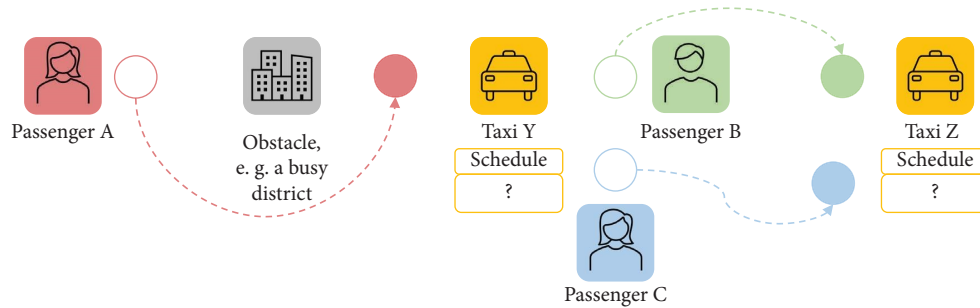 Passenger A
Obstacle,
e. g. a busy
district
Taxi Y
Schedule
?
Passenger B
Passenger C
Taxi Z
Schedule
?